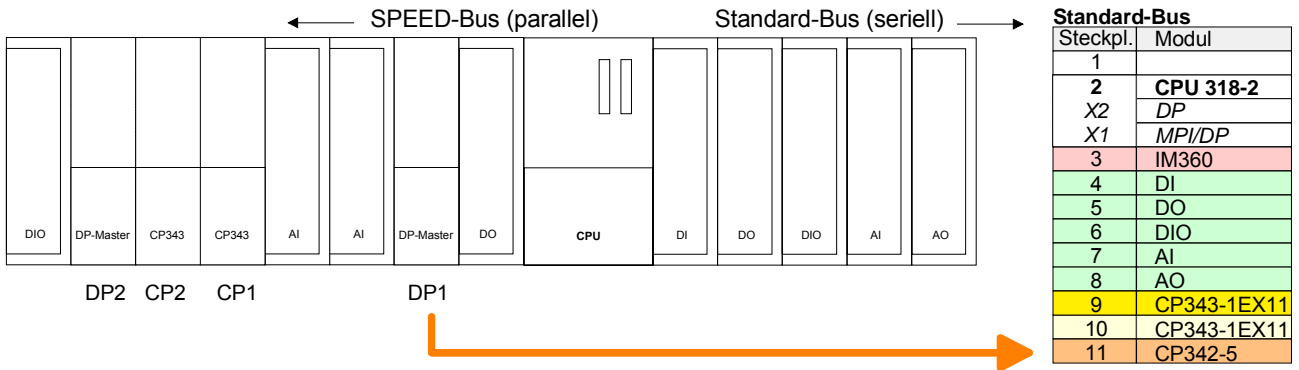 SPEED-Bus (parallel) Standard-Bus (seriell)
DIO DP-Master CP343 CP343 AI AI DP-Master DO CPU DI DO DIO AI AO
DP2 CP2 CP1 DP1
Standard-Bus
Steckpl. Modul
1
2 CPU 318-2
X2 DP
X1 MPI/DP
3 IM360
4 DI
5 DO
6 DIO
7 AI
8 AO
9 CP343-1EX11
10 CP343-1EX11
11 CP342-5